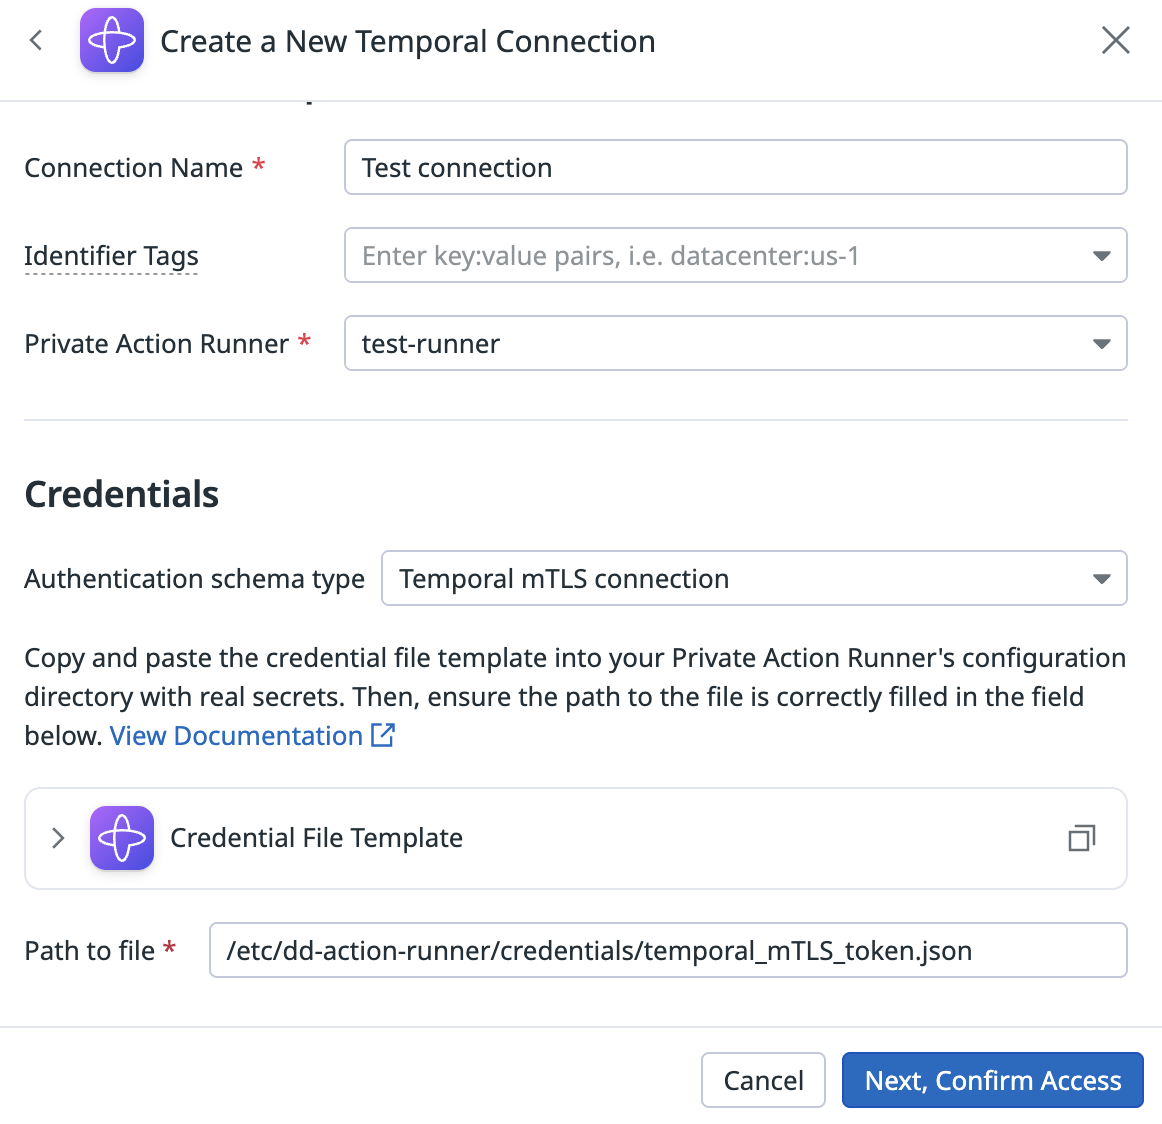 Create a New Temporal Connection
Connection Name *
Test connection
Identifier Tags
Enter key:value pairs, i.e. datacenter:us-1
Private Action Runner *
test-runner
Credentials
Authentication schema type
Temporal mTLS connection
Copy and paste the credential file template into your Private Action Runner's configuration
directory with real secrets. Then, ensure the path to the file is correctly filled in the field
below. View Documentation
Credential File Template
Path to file *
/etc/dd-action-runner/credentials/temporal_mTLS_token.json
Cancel
Next, Confirm Access